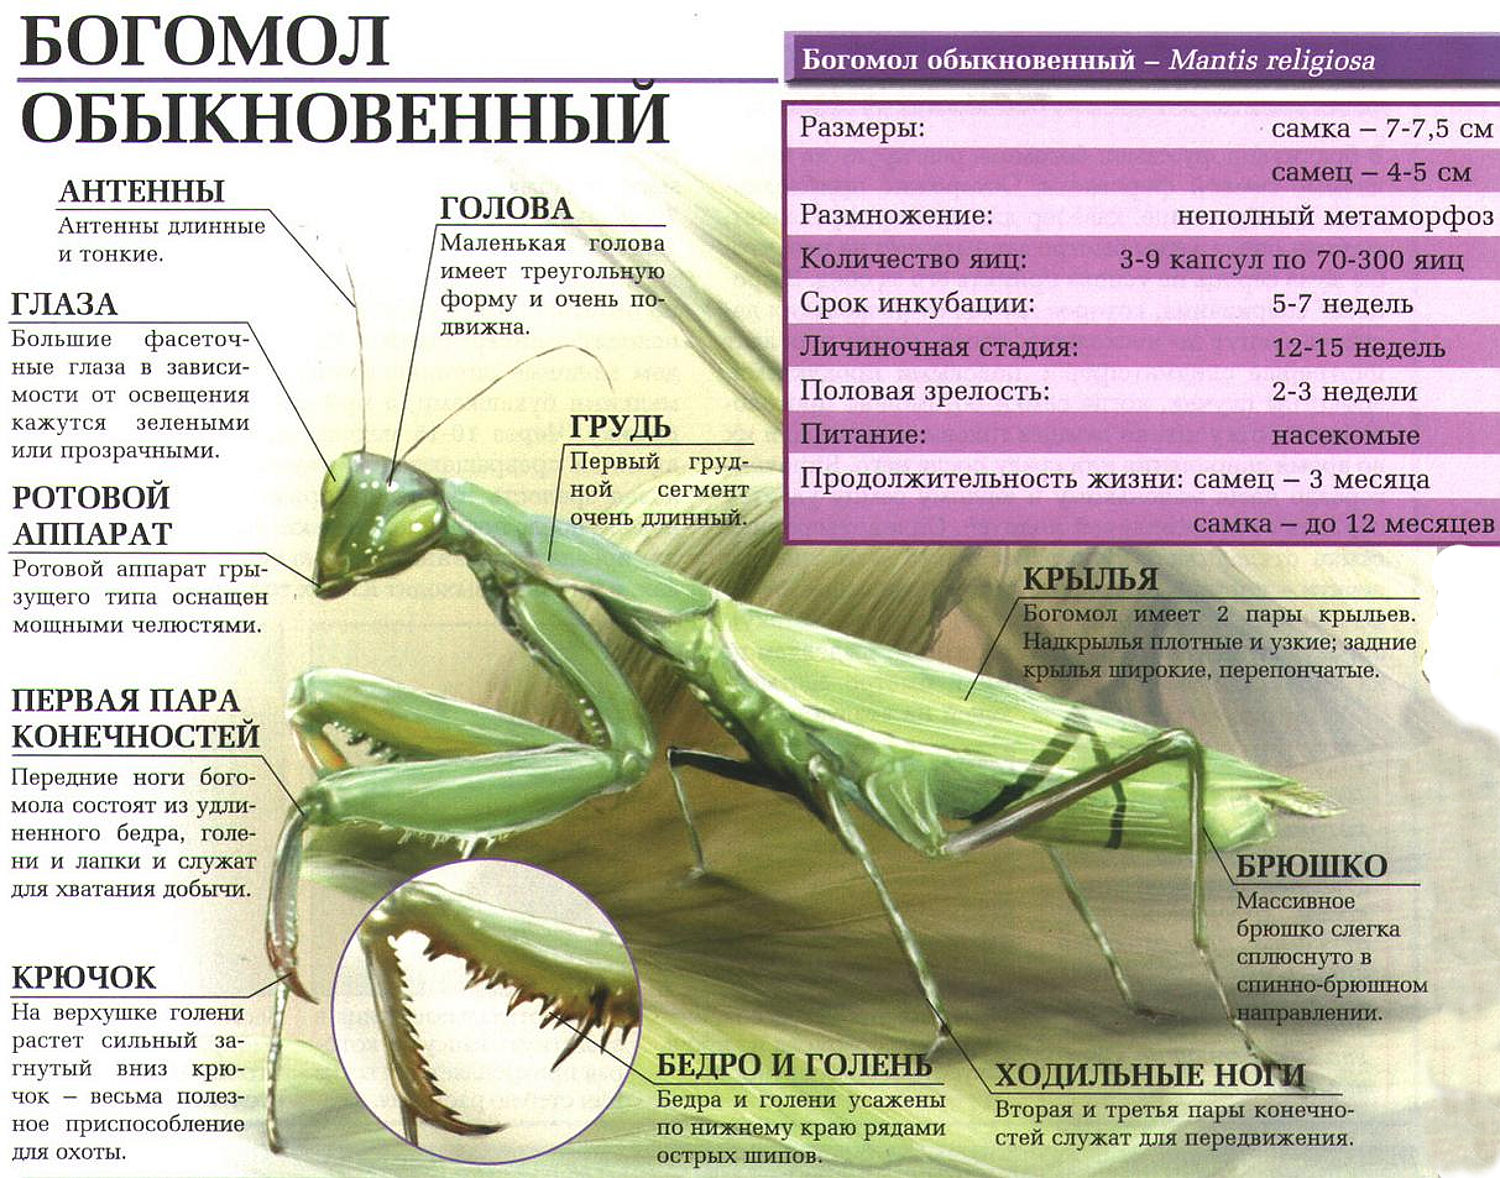 БОГОМОЛ
ОБЫКНОВЕННЫЙ
Богомол обыкновенный – Mantis religiosa
Размеры: самка – 7-7,5 см
самец – 4-5 см
Размножение: неполный метаморфоз
Количество яиц: 3-9 капсул по 70-300 яиц
Срок инкубации: 5-7 недель
Личиночная стадия: 12-15 недель
Половая зрелость: 2-3 недели
Питание: насекомые
Продолжительность жизни: самец – 3 месяца
самка – до 12 месяцев
АНТЕННЫ
Антенны длинные
и тонкие.
ГОЛОВА
Маленькая голова
имеет треугольную
форму и очень по-
движна.
ГЛАЗА
Большие фасеточ-
ные глаза в зависи-
мости от освещения
кажутся зелеными
или прозрачными.
ГРУДЬ
Первый груд-
ной сегмент
очень длинный.
РОТОВОЙ
АППАРАТ
Ротовой аппарат гры-
зущего типа оснащен
мощными челюстями.
КРЫЛЬЯ
Богомол имеет 2 пары крыльев.
Надкрылья плотные и узкие; задние
крылья широкие, перепончатые.
ПЕРВАЯ ПАРА
КОНЕЧНОСТЕЙ
Передние ноги бого-
мола состоят из удли-
ненного бедра, голе-
ни и лапки и служат
для хватания добычи.
БРЮШКО
Массивное
брюшко слегка
сплюснуто в
спинно-брюшном
направлении.
КРЮЧОК
На верхушке голени
растет сильный за-
гнутый вниз крю-
чок – весьма полез-
ное приспособление
для охоты.
БЕДРО И ГОЛЕНЬ
Бедра и голени усажены
по нижнему краю рядами
острых шипов.
ХОДИЛЬНЫЕ НОГИ
Вторая и третья пары конечно-
стей служат для передвижения.